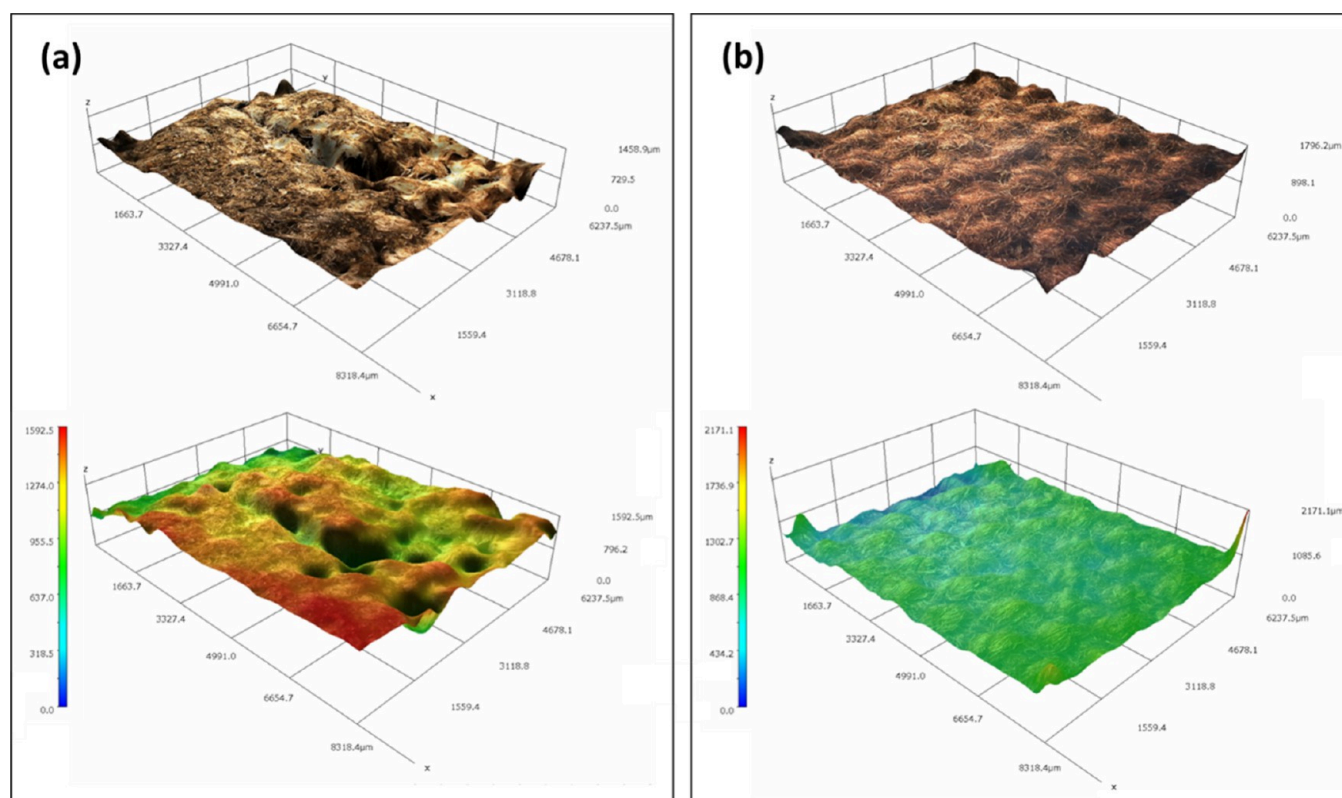 (a)
z
y
1458.9µm
729.5
0.0
6237.5µm
4678.1
3118.8
1559.4
1663.7
3327.4
4991.0
6654.7
8318.4µm
x
1592.5
1274.0
955.5
637.0
318.5
0.0
z
y
1592.5µm
796.2
0.0
6237.5µm
4678.1
3118.8
1559.4
1663.7
3327.4
4991.0
6654.7
8318.4µm
x
(b)
z
1796.2µm
898.1
0.0
6237.5µm
4678.1
3118.8
1559.4
1663.7
3327.4
4991.0
6654.7
8318.4µm
x
2171.1
1736.9
1302.7
868.4
434.2
0.0
z
2171.1µm
1085.6
0.0
6237.5µm
4678.1
3118.8
1559.4
1663.7
3327.4
4991.0
6654.7
8318.4µm
x